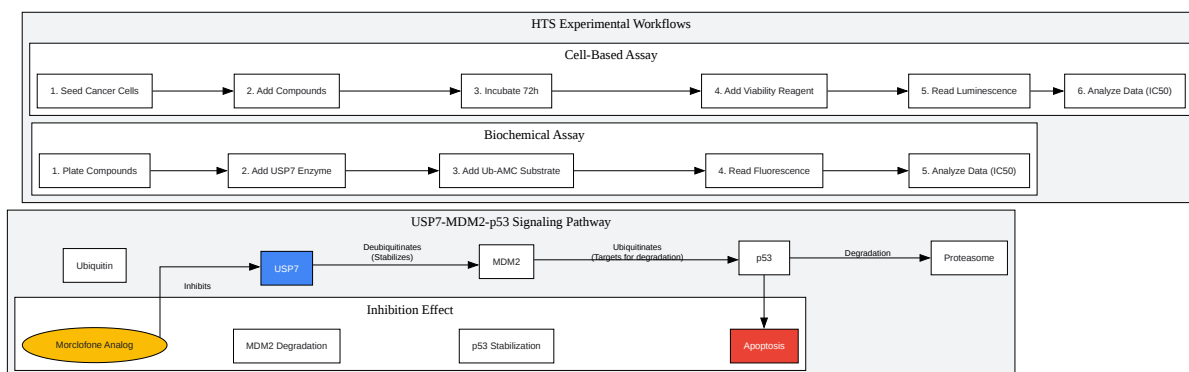 HTS Experimental Workflows
Cell-Based Assay
1. Seed Cancer Cells
2. Add Compounds
3. Incubate 72h
4. Add Viability Reagent
5. Read Luminescence
6. Analyze Data (IC50)
Biochemical Assay
1. Plate Compounds
2. Add USP7 Enzyme
3. Add Ub-AMC Substrate
4. Read Fluorescence
5. Analyze Data (IC50)
USP7-MDM2-p53 Signaling Pathway
Ubiquitin
Inhibits
USP7
Deubiquitinates
(Stabilizes)
MDM2
Ubiquitinates
(Targets for degradation)
p53
Degradation
Proteasome
Inhibition Effect
Morclofone Analog
MDM2 Degradation
p53 Stabilization
Apoptosis